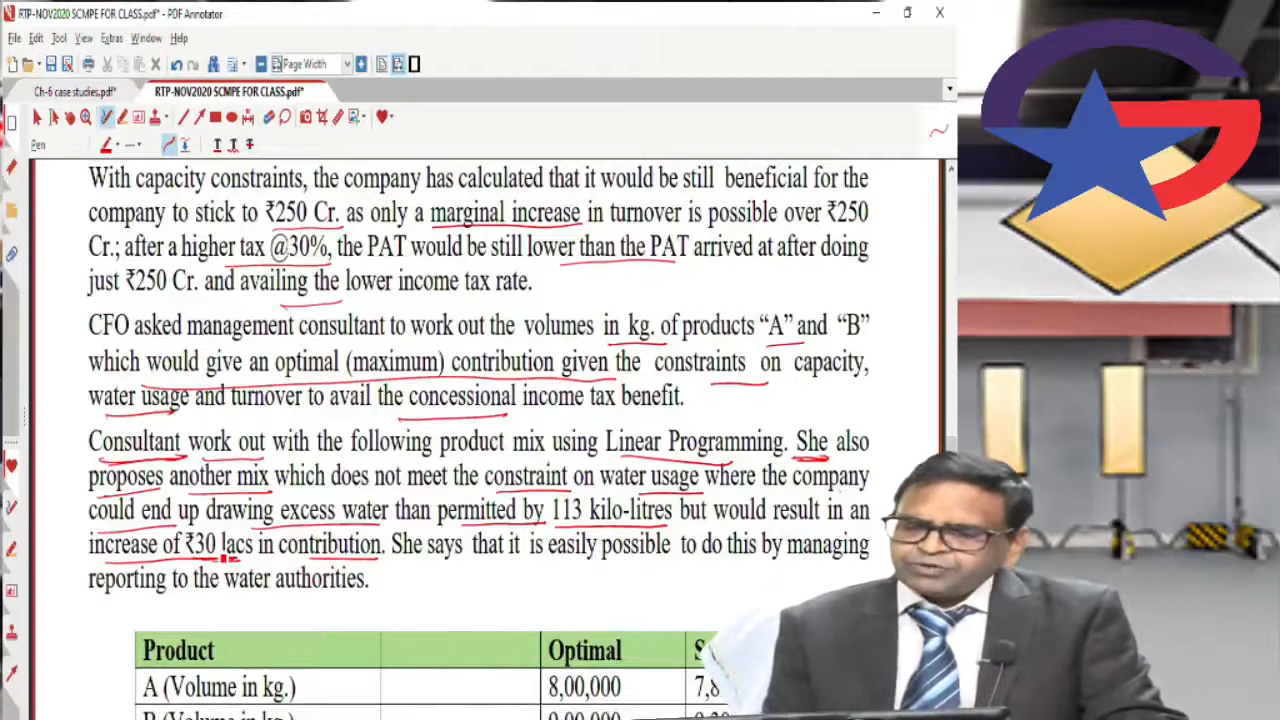 RTP-NOV2020 SCMPE FOR CLASS.pdf* - PDF Annotator
File Edit Tool View Extras Window Help
Page Width
Ch-6 case studies.pdf* RTP-NOV2020 SCMPE FOR CLASS.pdf*
Pen
With capacity constraints, the company has calculated that it would be still beneficial for the
company to stick to ₹250 Cr. as only a marginal increase in turnover is possible over ₹250
Cr.; after a higher tax @30%, the PAT would be still lower than the PAT arrived at after doing
just ₹250 Cr. and availing the lower income tax rate.
CFO asked management consultant to work out the volumes in kg. of products “A” and “B”
which would give an optimal (maximum) contribution given the constraints on capacity,
water usage and turnover to avail the concessional income tax benefit.
Consultant work out with the following product mix using Linear Programming. She also
proposes another mix which does not meet the constraint on water usage where the company
could end up drawing excess water than permitted by 113 kilo-litres but would result in an
increase of ₹30 lacs in contribution. She says that it is easily possible to do this by managing
reporting to the water authorities.
Product Optimal
A (Volume in kg.) 8,00,000